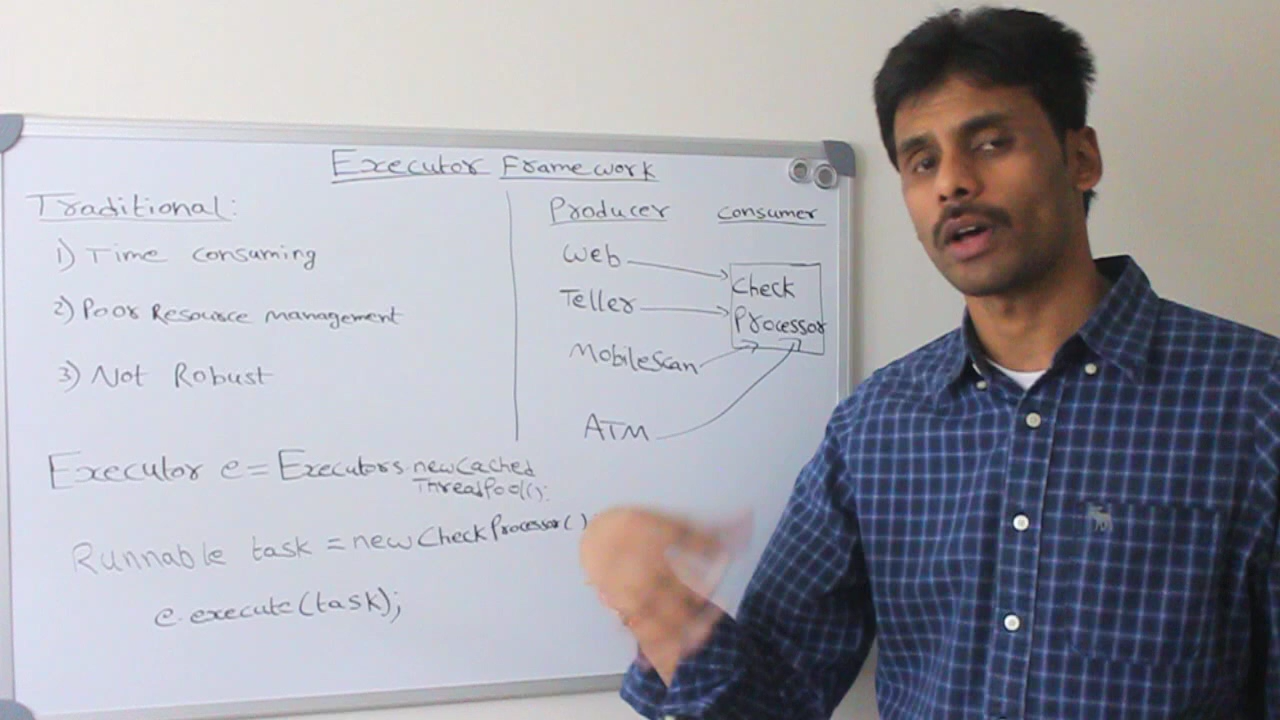 Executor Framework
Traditional:
1) Time consuming
2) Poor Resource management
3) Not Robust
Producer consumer
Web
Teller
MobileScan
ATM
Check
Processor
Executor e = Executors.newCached
ThreadPool();
Runnable task = new CheckProcessor()
e.execute(task);